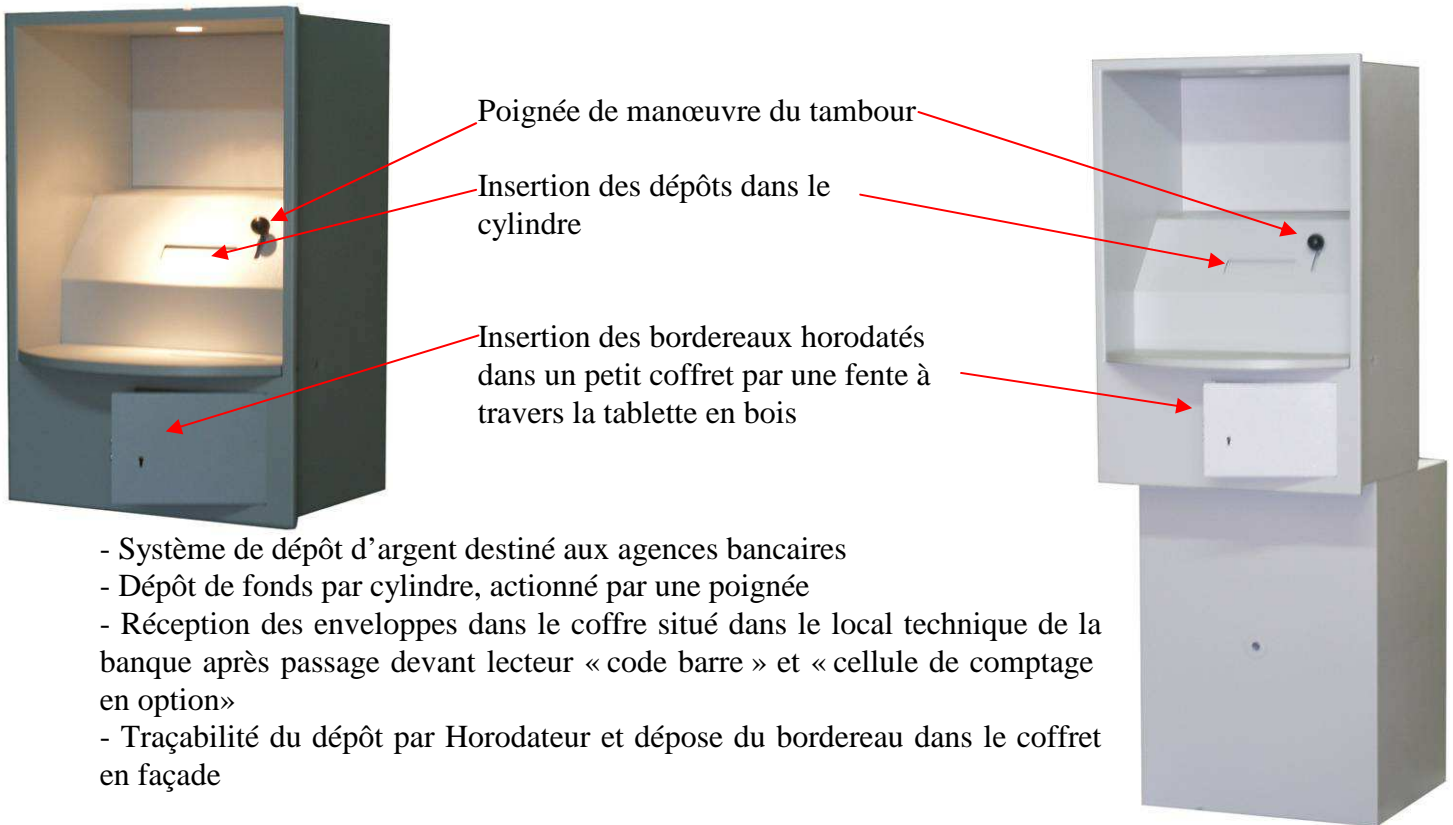 Poignée de manœuvre du tambour
Insertion des dépôts dans le
cylindre
Insertion des bordereaux horodatés
dans un petit coffret par une fente à
travers la tablette en bois
- Système de dépôt d’argent destiné aux agences bancaires
- Dépôt de fonds par cylindre, actionné par une poignée
- Réception des enveloppes dans le coffre situé dans le local technique de la
banque après passage devant lecteur « code barre » et « cellule de comptage
en option»
- Traçabilité du dépôt par Horodateur et dépose du bordereau dans le coffret
en façade